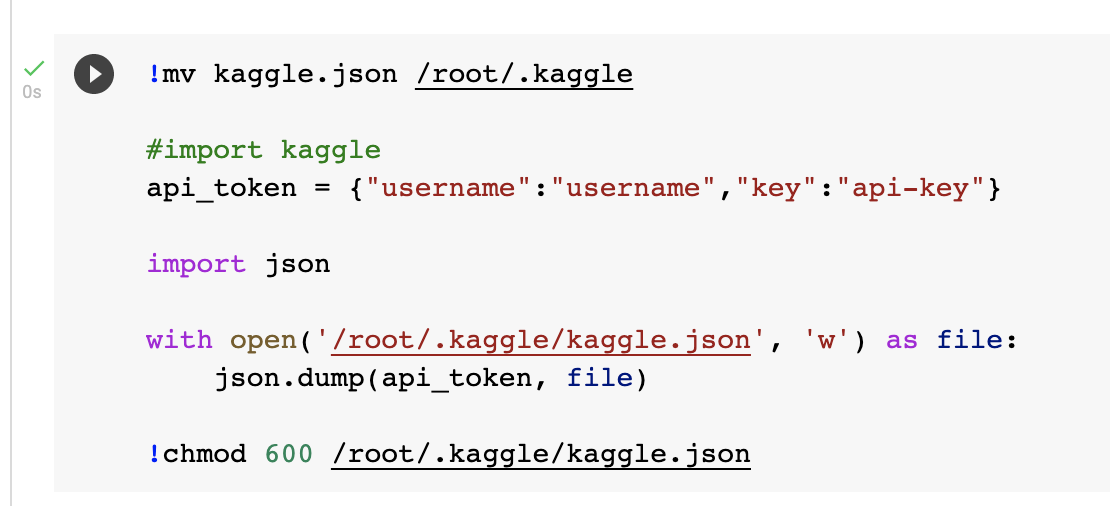 0s
!mv kaggle.json /root/.kaggle
#import kaggle
api_token = {"username":"username","key":"api-key"}
import json
with open('/root/.kaggle/kaggle.json', 'w') as file:
    json.dump(api_token, file)
!chmod 600 /root/.kaggle/kaggle.json